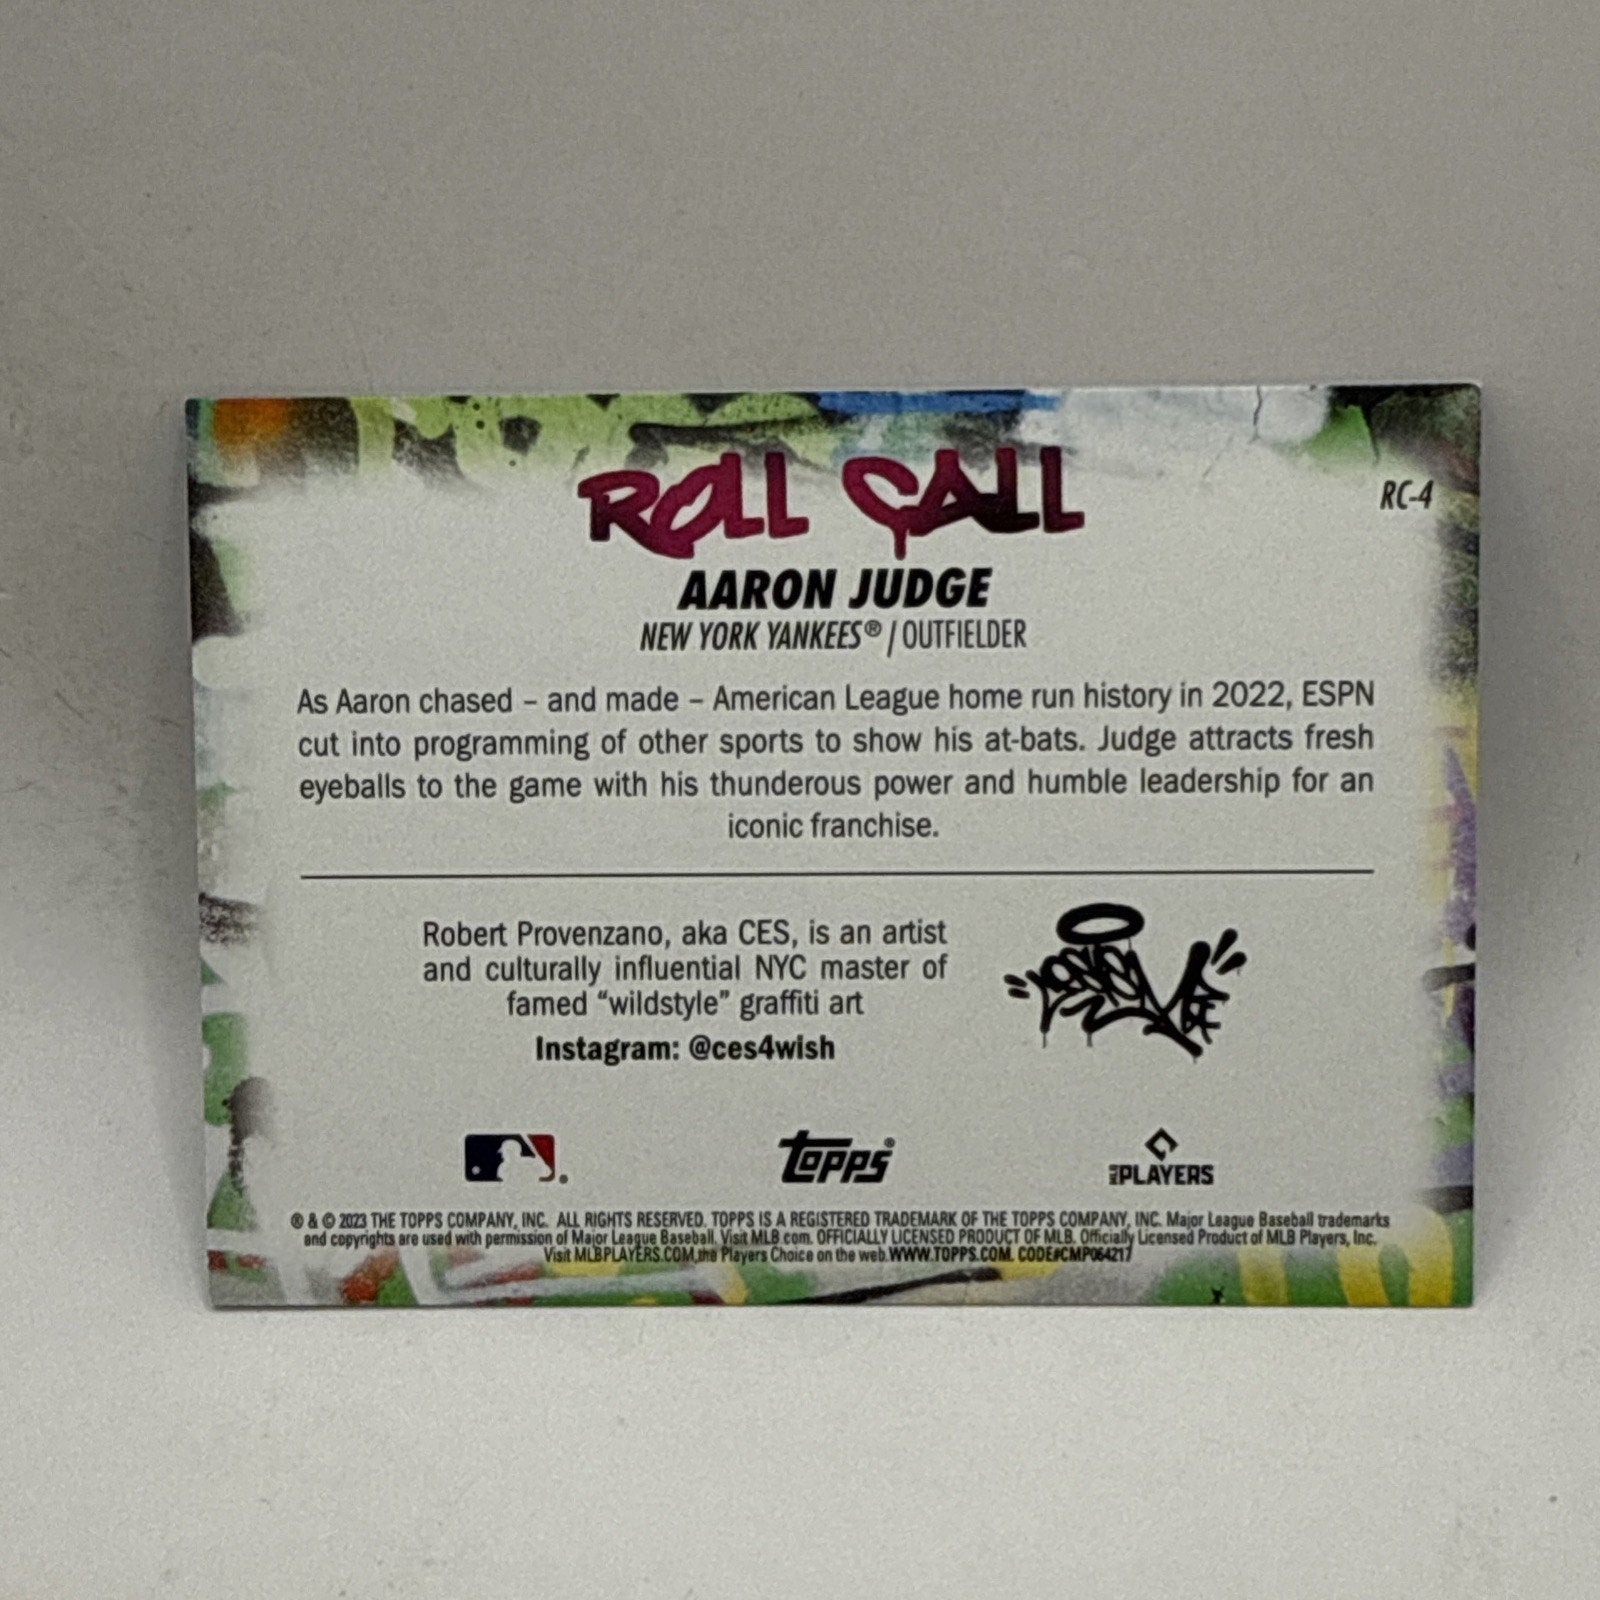 ROLL CALL
RC-4
AARON JUDGE
NEW YORK YANKEES® / OUTFIELDER
As Aaron chased – and made – American League home run history in 2022, ESPN
cut into programming of other sports to show his at-bats. Judge attracts fresh
eyeballs to the game with his thunderous power and humble leadership for an
iconic franchise.
Robert Provenzano, aka CES, is an artist
and culturally influential NYC master of
famed “wildstyle” graffiti art
Instagram: @ces4wish
topps®
PLAYERS
® & © 2023 THE TOPPS COMPANY, INC. ALL RIGHTS RESERVED. TOPPS IS A REGISTERED TRADEMARK OF THE TOPPS COMPANY, INC. Major League Baseball trademarks
and copyrights are used with permission of Major League Baseball. Visit MLB.com. OFFICIALLY LICENSED PRODUCT OF MLB. Officially Licensed Product of MLB Players, Inc.
Visit MLBPLAYERS.COM,the Players Choice on the web.WWW.TOPPS.COM. CODE#CMP064217